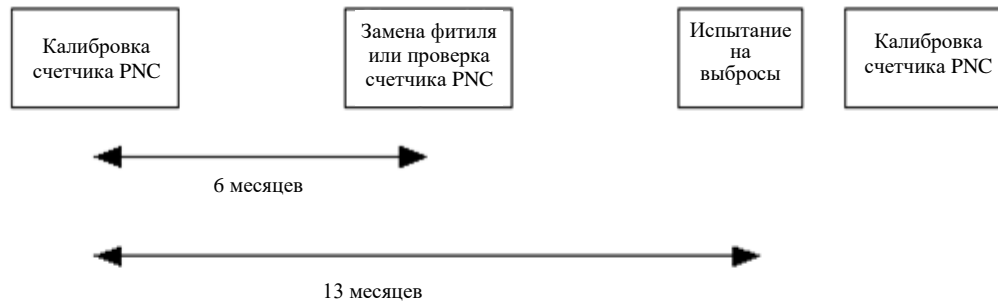 Калибровка
счетчика PNC
Замена фитиля
или проверка
счетчика PNC
Испытание
на
выбросы
Калибровка
счетчика PNC
6 месяцев
13 месяцев